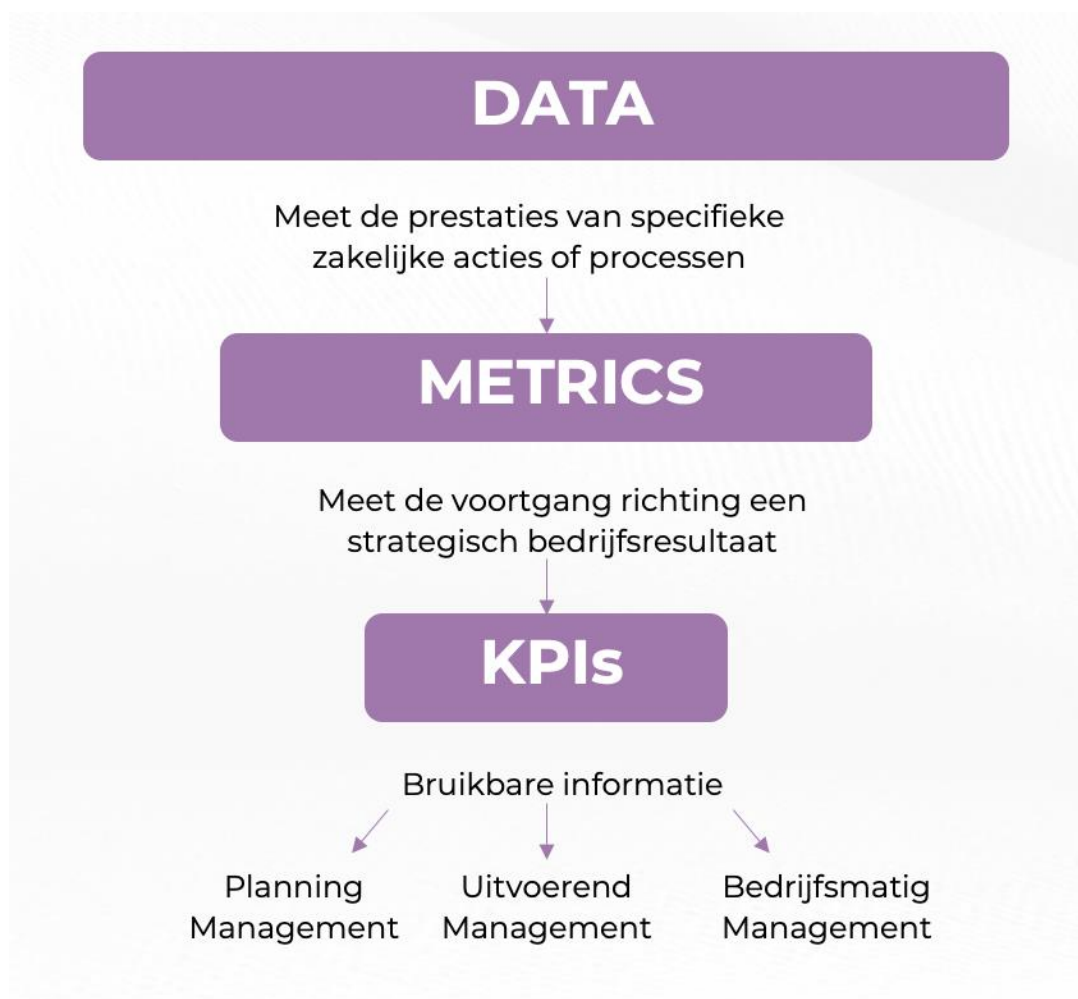 DATA
Meet de prestaties van specifieke
zakelijke acties of processen
METRICS
Meet de voortgang richting een
strategisch bedrijfsresultaat
KPIs
Bruikbare informatie
Planning
Management
Uitvoerend
Management
Bedrijfsmatig
Management